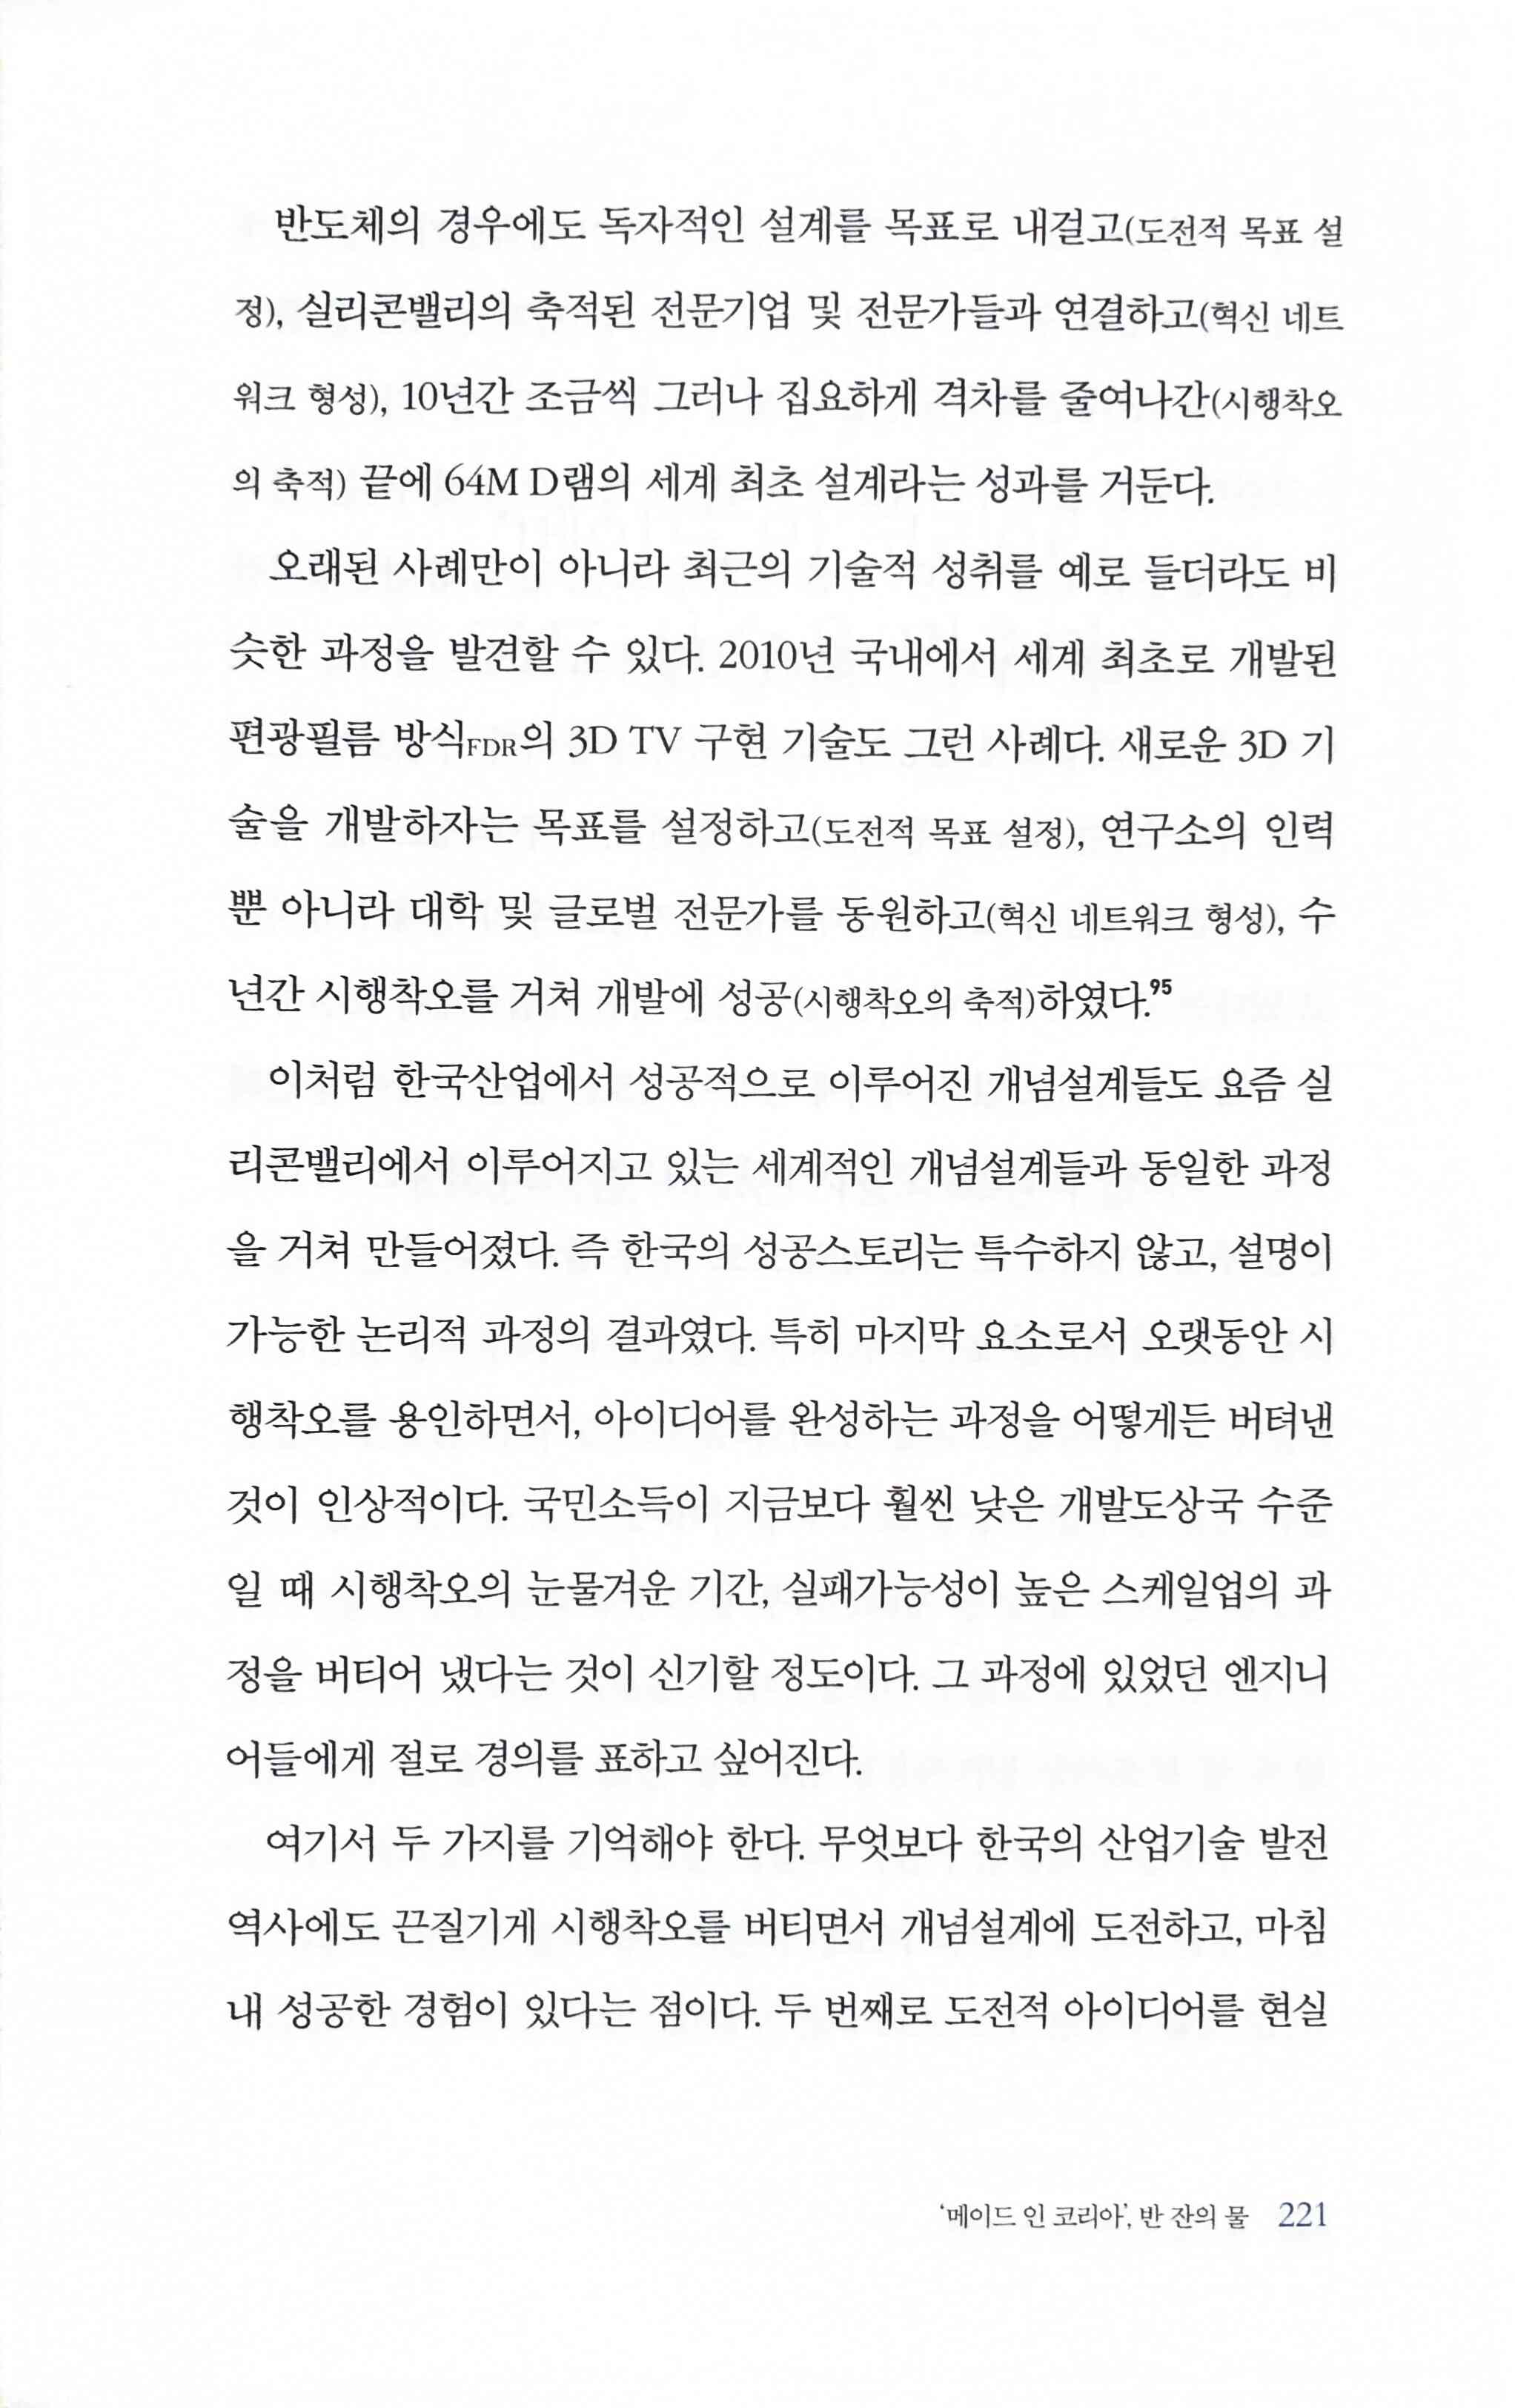 반도체의 경우에도 독자적인 설계를 목표로 내걸고(도전적 목표 설
정), 실리콘밸리의 축적된 전문기업 및 전문가들과 연결하고(혁신 네트
워크 형성), 10년간 조금씩 그러나 집요하게 격차를 줄여나간(시행착오
의 축적) 끝에 64M D램의 세계 최초 설계라는 성과를 거둔다.
오래된 사례만이 아니라 최근의 기술적 성취를 예로 들더라도 비
슷한 과정을 발견할 수 있다. 2010년 국내에서 세계 최초로 개발된
편광필름 방식FDR의 3D TV 구현 기술도 그런 사례다. 새로운 3D 기
술을 개발하자는 목표를 설정하고(도전적 목표 설정), 연구소의 인력
뿐 아니라 대학 및 글로벌 전문가를 동원하고(혁신 네트워크 형성), 수
년간 시행착오를 거쳐 개발에 성공(시행착오의 축적)하였다.95
이처럼 한국산업에서 성공적으로 이루어진 개념설계들도 요즘 실
리콘밸리에서 이루어지고 있는 세계적인 개념설계들과 동일한 과정
을 거쳐 만들어졌다. 즉 한국의 성공스토리는 특수하지 않고, 설명이
가능한 논리적 과정의 결과였다. 특히 마지막 요소로서 오랫동안 시
행착오를 용인하면서, 아이디어를 완성하는 과정을 어떻게든 버텨낸
것이 인상적이다. 국민소득이 지금보다 훨씬 낮은 개발도상국 수준
일 때 시행착오의 눈물겨운 기간, 실패가능성이 높은 스케일업의 과
정을 버티어 냈다는 것이 신기할 정도이다. 그 과정에 있었던 엔지니
어들에게 절로 경의를 표하고 싶어진다.
여기서 두 가지를 기억해야 한다. 무엇보다 한국의 산업기술 발전
역사에도 끈질기게 시행착오를 버티면서 개념설계에 도전하고, 마침
내 성공한 경험이 있다는 점이다. 두 번째로 도전적 아이디어를 현실
‘메이드 인 코리아’, 반 잔의 물 221